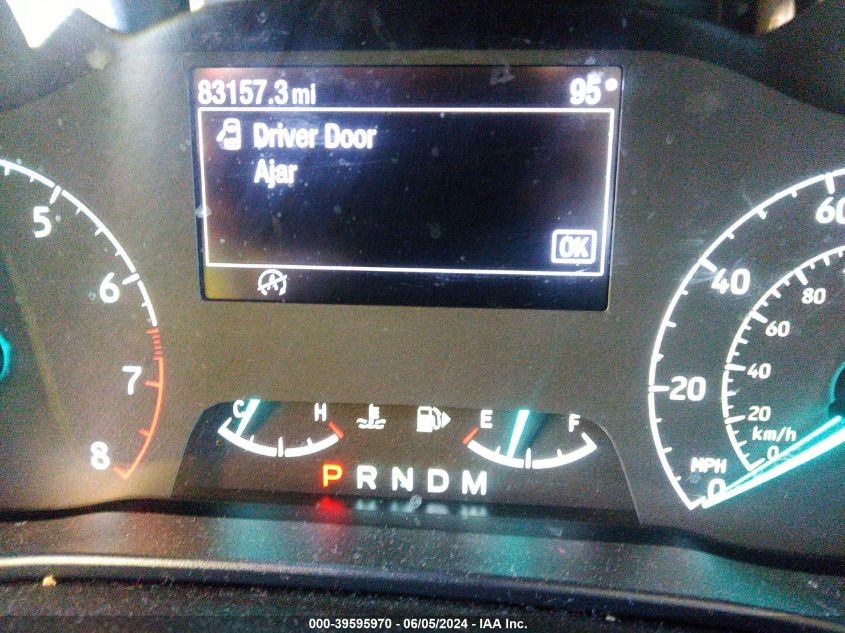 83157.3 mi 95°
Driver Door
Ajar
OK
A
5
6
7
8
C H E F
P R N D M
60
40
20
0
MPH
80
60
40
20
0
km/h
000-39595970 - 06/05/2024 - IAA Inc.